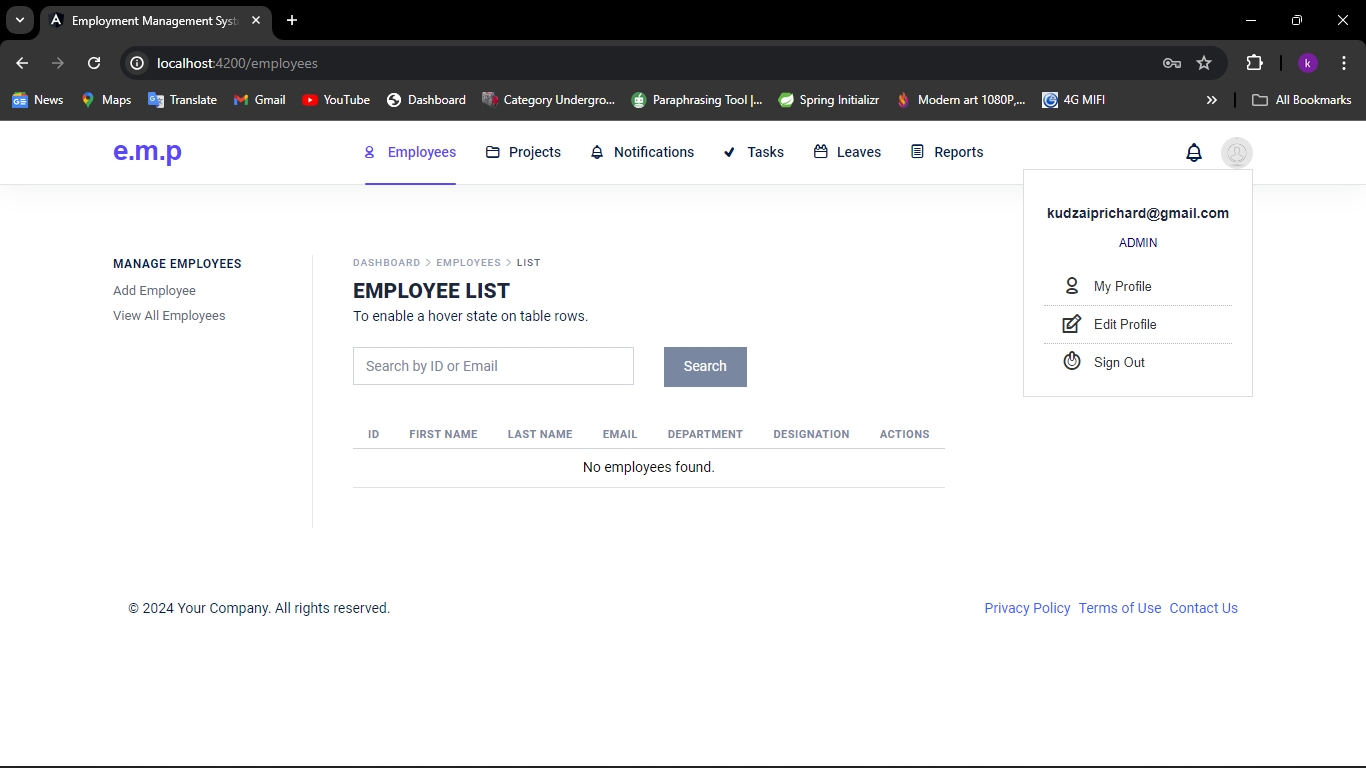 Employment Management Syst
localhost:4200/employees
k
News Maps Translate Gmail YouTube Dashboard Category Undergro... Paraphrasing Tool |... Spring Initializr Modern art 1080P,... 4G MIFI » All Bookmarks
e.m.p Employees Projects Notifications Tasks Leaves Reports
kudzaiprichard@gmail.com
ADMIN
My Profile
Edit Profile
Sign Out
MANAGE EMPLOYEES
Add Employee
View All Employees
DASHBOARD > EMPLOYEES > LIST
EMPLOYEE LIST
To enable a hover state on table rows.
Search by ID or Email Search
ID FIRST NAME LAST NAME EMAIL DEPARTMENT DESIGNATION ACTIONS
No employees found.
© 2024 Your Company. All rights reserved. Privacy Policy Terms of Use Contact Us